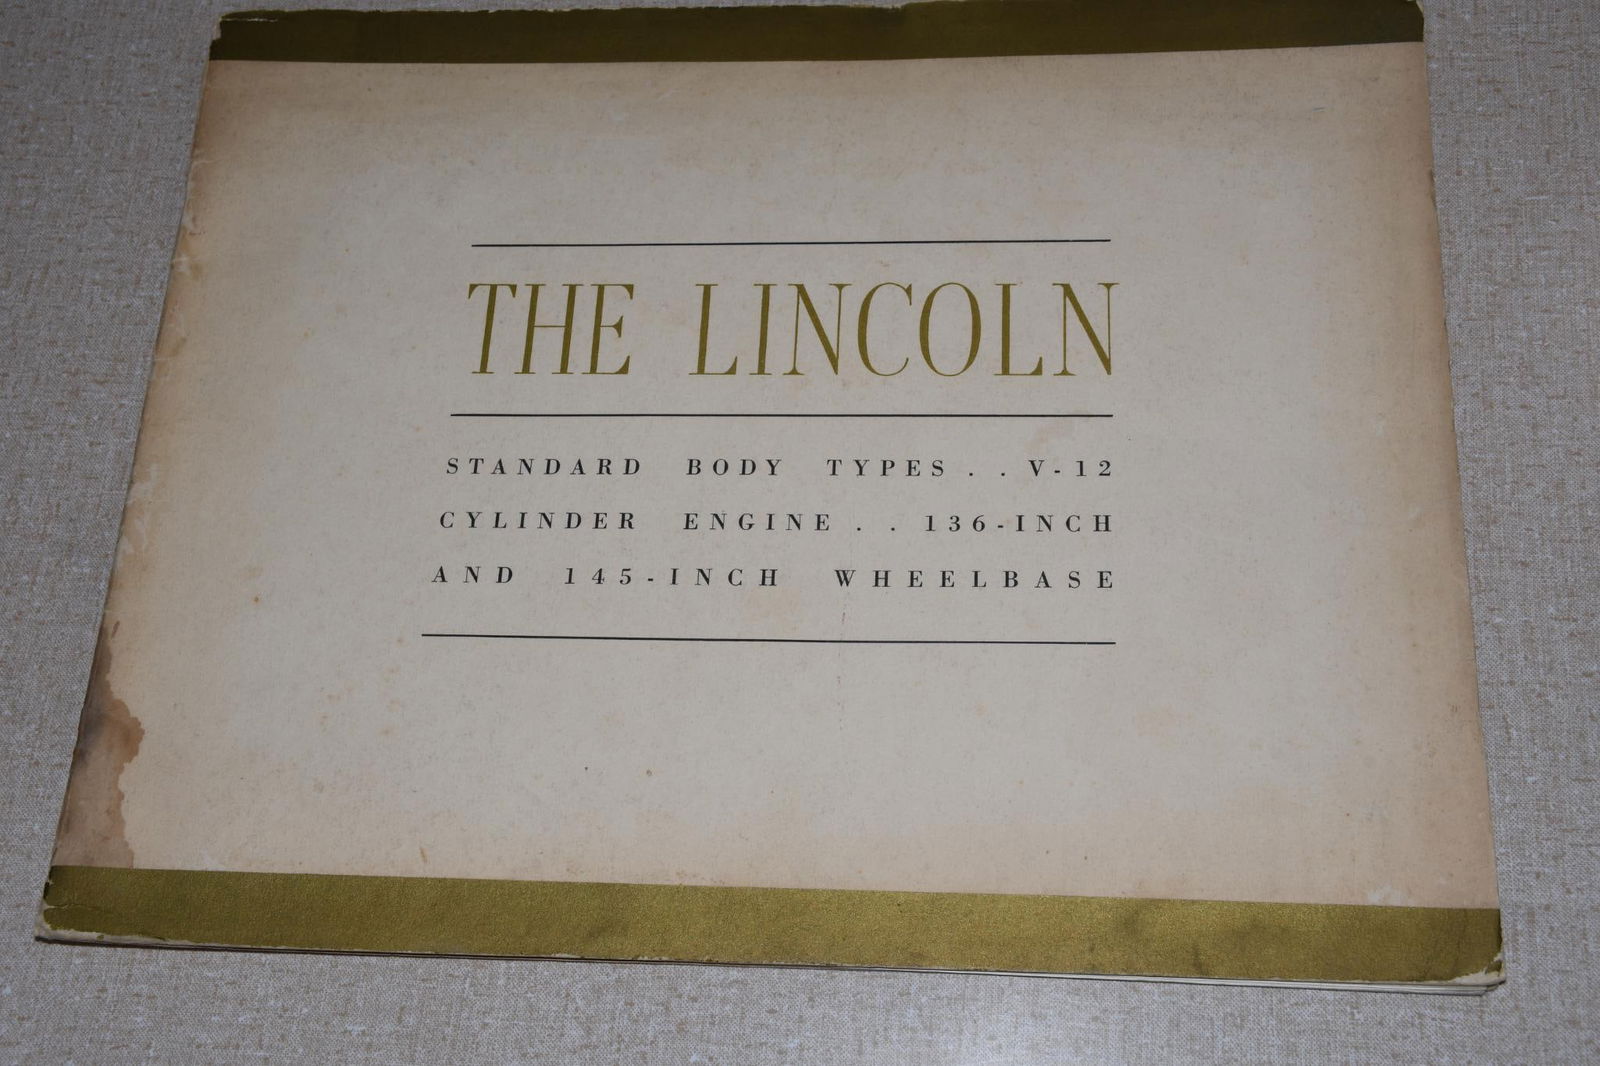 THE LINCOLN
STANDARD BODY TYPES . . V-12
CYLINDER ENGINE . . 136-INCH
AND 145-INCH WHEELBASE